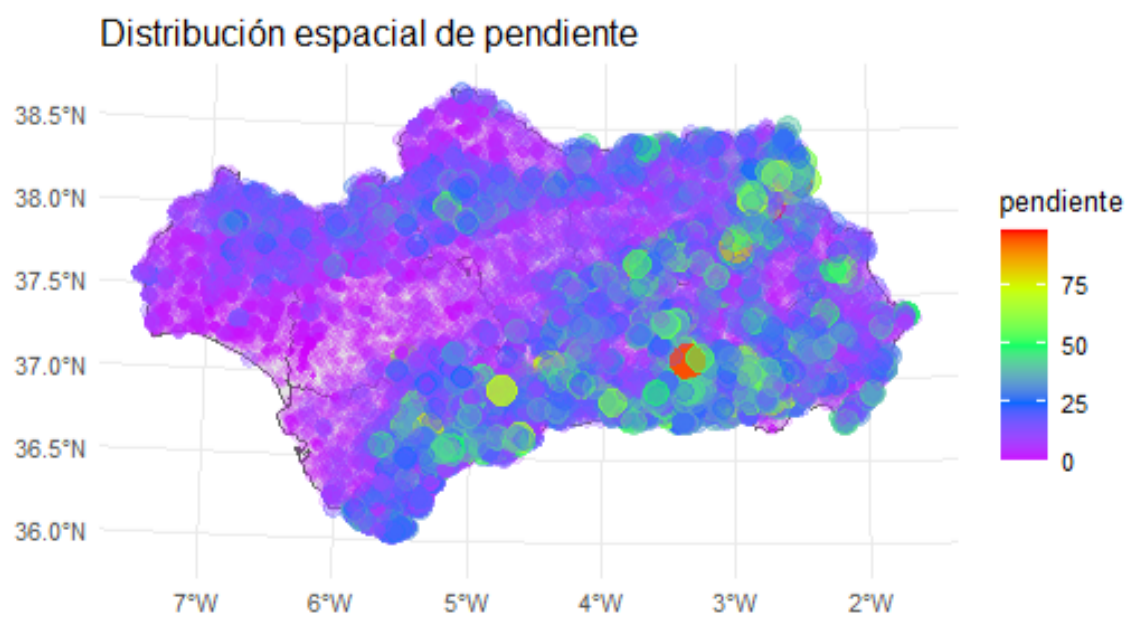 Distribución espacial de pendiente
38.5°N
38.0°N
37.5°N
37.0°N
36.5°N
36.0°N
7°W 6°W 5°W 4°W 3°W 2°W
pendiente
75
50
25
0